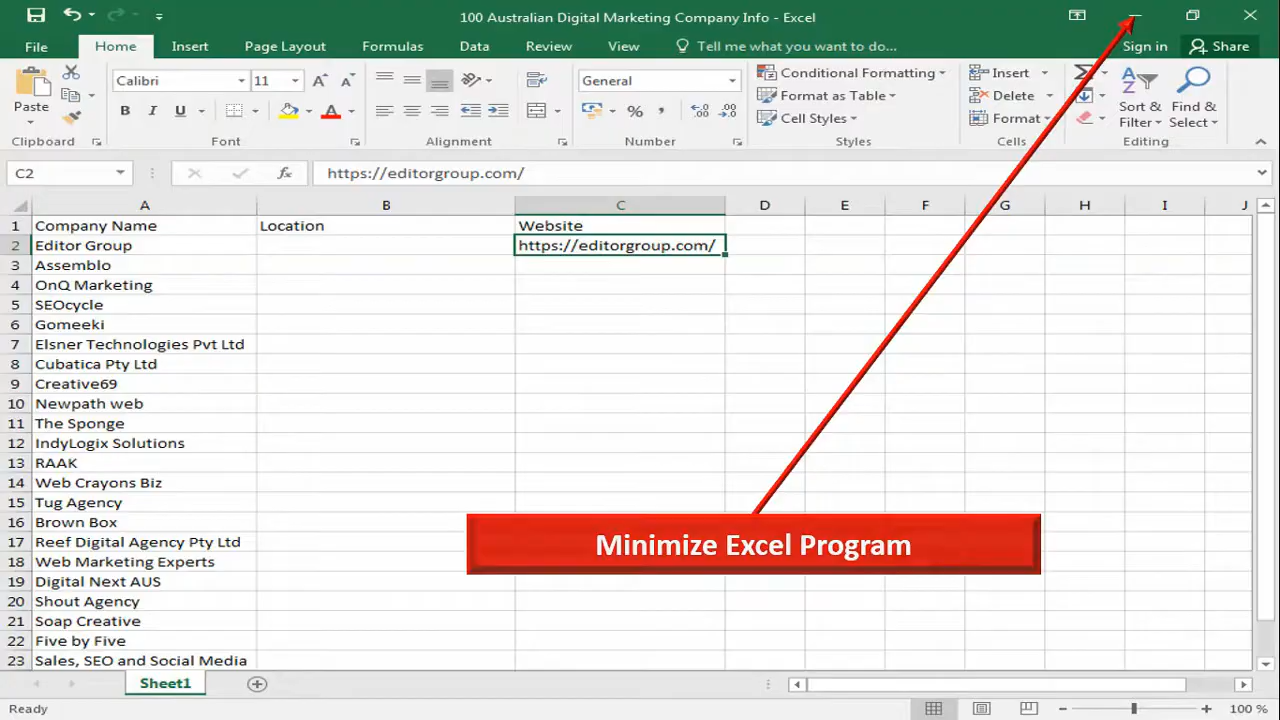 100 Australian Digital Marketing Company Info - Excel
File Home Insert Page Layout Formulas Data Review View Tell me what you want to do... Sign in Share
Calibri 11 General Conditional Formatting Insert
Paste Format as Table Delete Sort & Find &
B I U % , Cell Styles Format Filter Select
Clipboard Font Alignment Number Styles Cells Editing
C2 fx https://editorgroup.com/
A B C D E F G H I J
1 Company Name Location Website
2 Editor Group https://editorgroup.com/
3 Assemblo
4 OnQ Marketing
5 SEOcycle
6 Gomeeki
7 Elsner Technologies Pvt Ltd
8 Cubatica Pty Ltd
9 Creative69
10 Newpath web
11 The Sponge
12 IndyLogix Solutions
13 RAAK
14 Web Crayons Biz
15 Tug Agency
16 Brown Box
Minimize Excel Program
17 Reef Digital Agency Pty Ltd
18 Web Marketing Experts
19 Digital Next AUS
20 Shout Agency
21 Soap Creative
22 Five by Five
23 Sales, SEO and Social Media
Sheet1
Ready 100 %